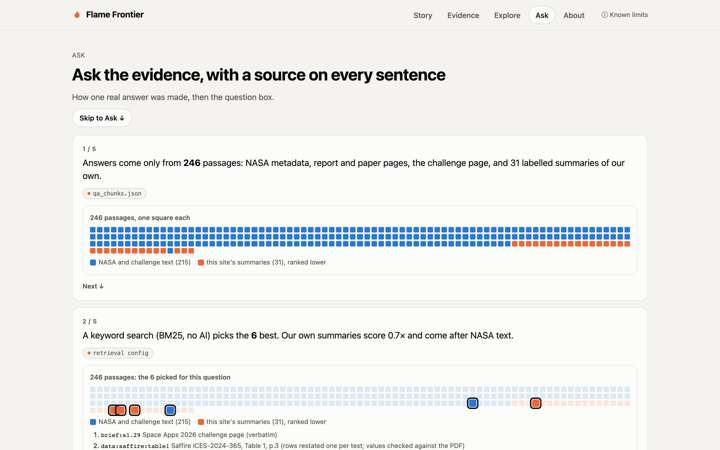 Flame Frontier
Story
Evidence
Explore
Ask
About
Known limits
ASK
Ask the evidence, with a source on every sentence
How one real answer was made, then the question box.
Skip to Ask ↓
1 / 5
Answers come only from 246 passages: NASA metadata, report and paper pages, the challenge page, and 31 labelled summaries of our
own.
qa_chunks.json
246 passages, one square each
NASA and challenge text (215)
this site's summaries (31), ranked lower
Next ↓
2 / 5
A keyword search (BM25, no AI) picks the 6 best. Our own summaries score 0.7× and come after NASA text.
retrieval config
246 passages: the 6 picked for this question
NASA and challenge text (215)
this site's summaries (31), ranked lower
1. brief:s1.29 Space Apps 2026 challenge page (verbatim)
2. data:saffire:table1 Saffire ICES-2024-365, Table 1, p.3 (rows restated one per test; values checked against the PDF)